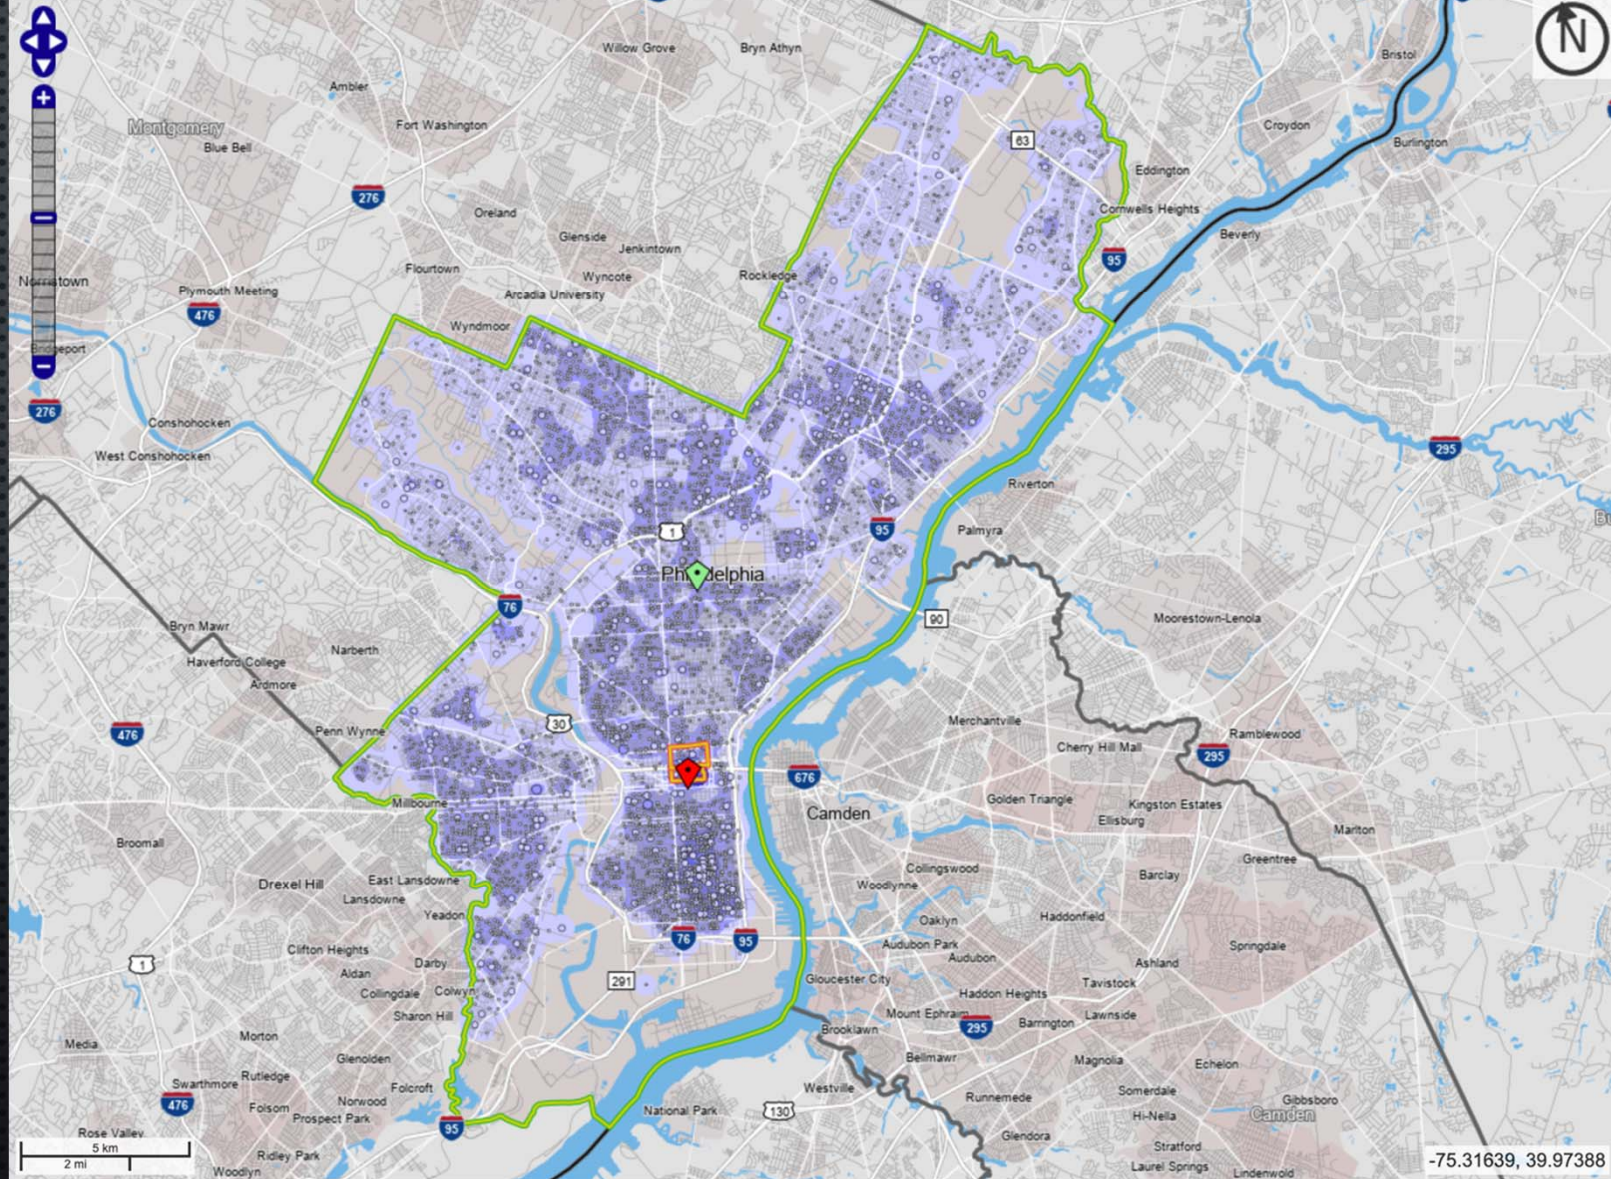 Willow Grove
Bryn Athyn
Bristol
N
Ambler
Montgomery
Fort Washington
Croydon
Blue Bell
63
Burlington
Eddington
276
Oreland
Cornwells Heights
Glenside
Jenkintown
Beverly
Flourtown
Wyncote
Rockledge
95
Norristown
Plymouth Meeting
Arcadia University
476
Wyndmoor
276
Conshohocken
West Conshohocken
295
Riverton
1
95
Palmyra
Philadelphia
76
90
Moorestown-Lenola
Bryn Mawr
Narberth
Haverford College
Ardmore
30
Merchantville
476
Penn Wynne
Cherry Hill Mall
Ramblewood
295
676
Millbourne
Camden
Golden Triangle
Kingston Estates
Ellisburg
Marlton
Broomall
Greentree
Drexel Hill
East Lansdowne
Collingswood
Barclay
Lansdowne
Woodlynne
Yeadon
Oaklyn
Haddonfield
76
95
Clifton Heights
Audubon Park
Springdale
1
Aldan
Darby
Audubon
Ashland
291
Gloucester City
Tavistock
Collingdale
Colwyn
Haddon Heights
Sharon Hill
Mount Ephraim
295
Barrington
Lawnside
Morton
Brooklawn
Media
Glenolden
Bellmawr
Magnolia
Echelon
Swarthmore
Rutledge
Folcroft
Westville
Runnemede
Somerdale
Gibbsboro
476
Folsom
Norwood
National Park
130
Hi-Nella
Camden
Prospect Park
95
Rose Valley
Glendora
5 km
Stratford
2 mi
Ridley Park
Laurel Springs
-75.31639, 39.97388
Woodlyn
Lindenwold